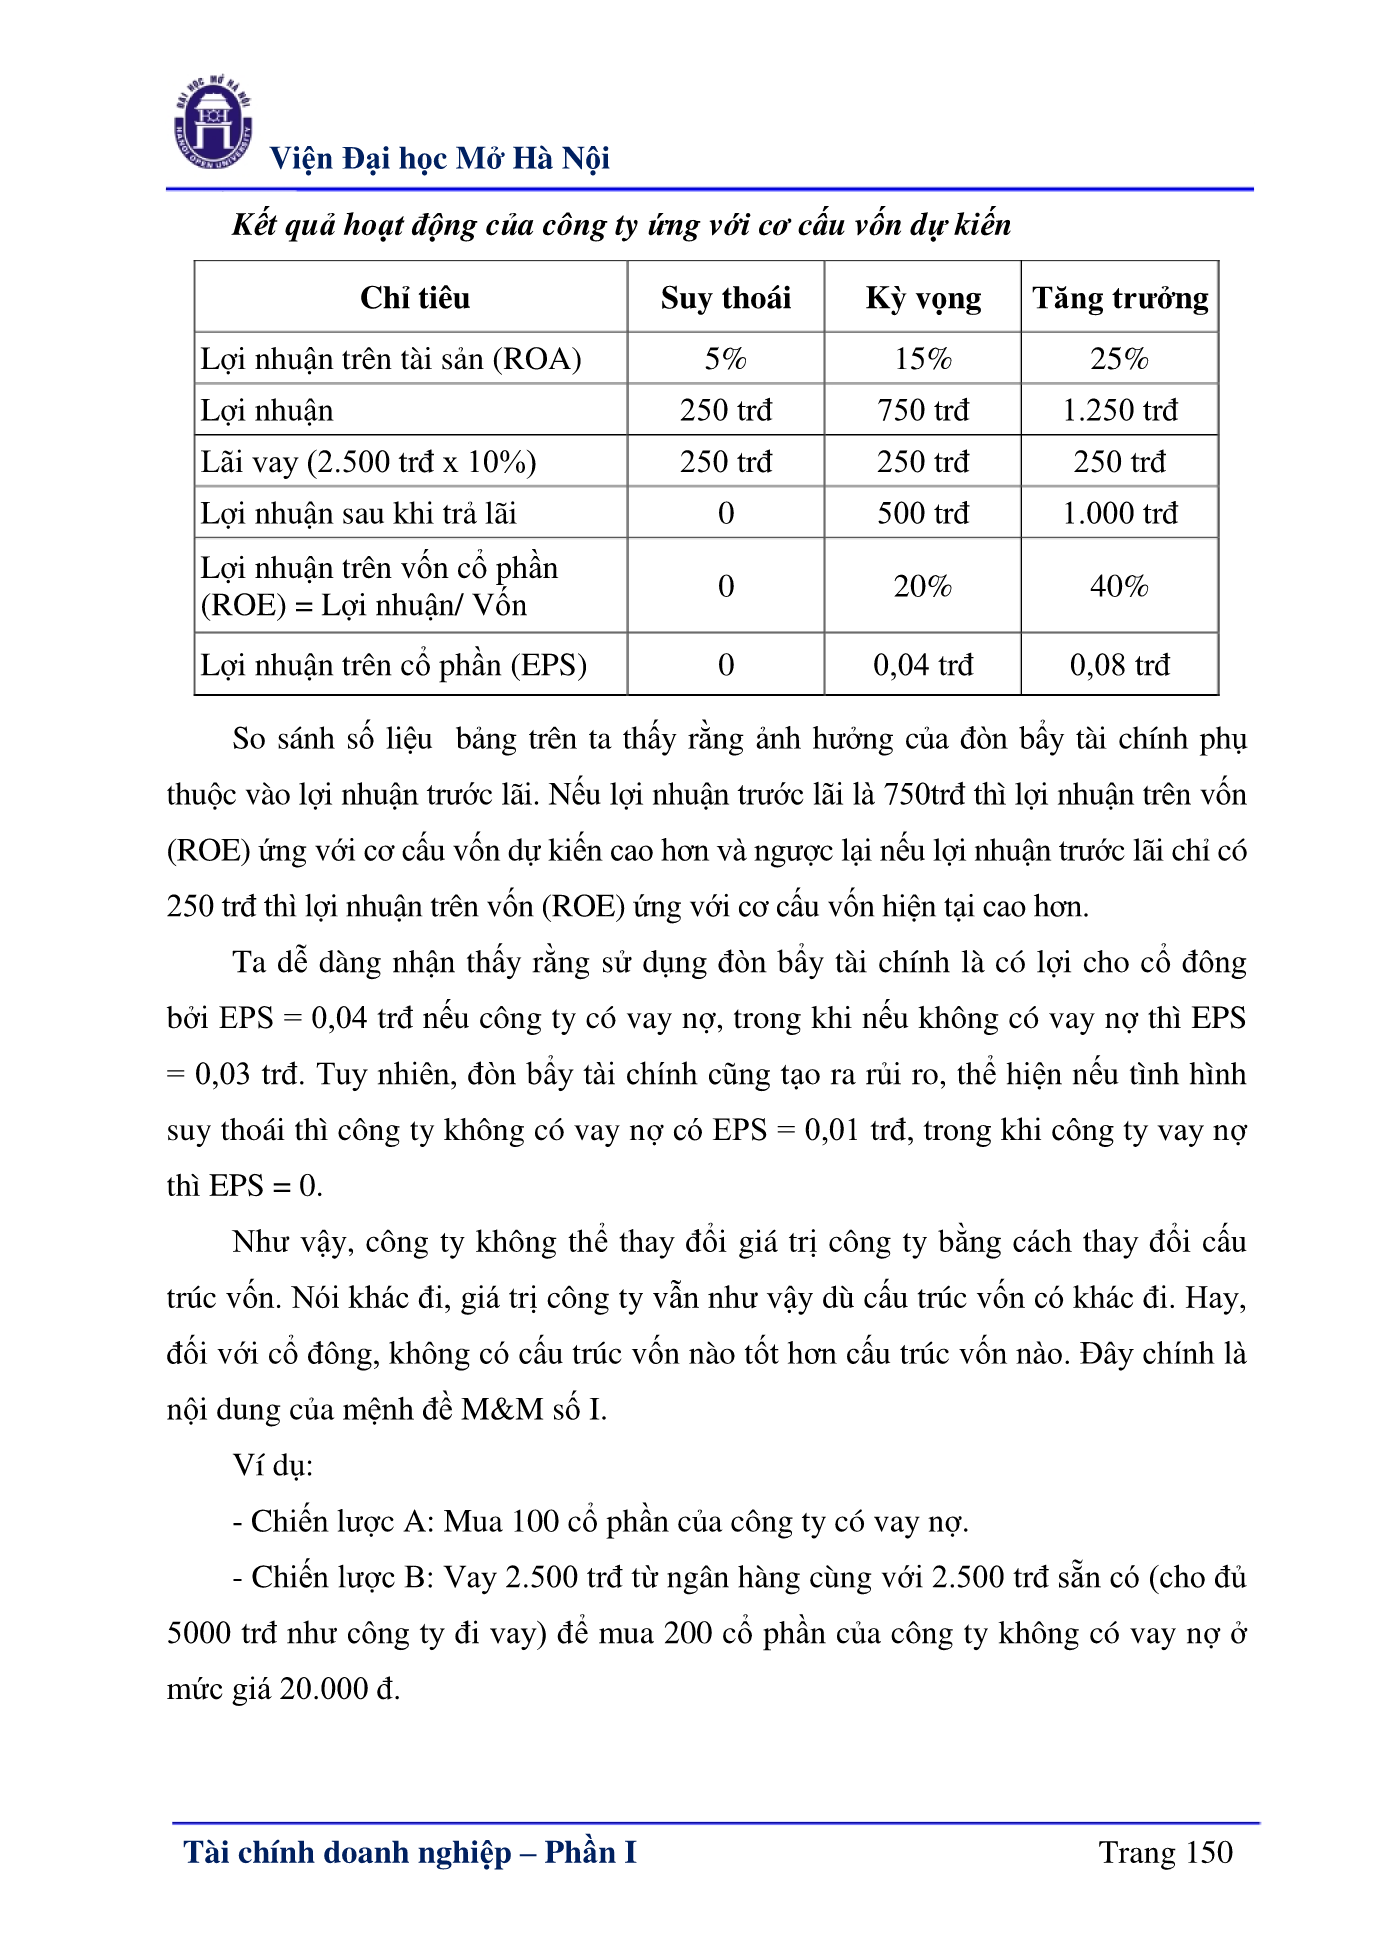 ĐẠI HỌC MỞ HÀ NỘI
HANOI OPEN UNIVERSITY
Viện Đại học Mở Hà Nội
Kết quả hoạt động của công ty ứng với cơ cấu vốn dự kiến
Chỉ tiêu Suy thoái Kỳ vọng Tăng trưởng
Lợi nhuận trên tài sản (ROA) 5% 15% 25%
Lợi nhuận 250 trđ 750 trđ 1.250 trđ
Lãi vay (2.500 trđ x 10%) 250 trđ 250 trđ 250 trđ
Lợi nhuận sau khi trả lãi 0 500 trđ 1.000 trđ
Lợi nhuận trên vốn cổ phần
(ROE) = Lợi nhuận/ Vốn 0 20% 40%
Lợi nhuận trên cổ phần (EPS) 0 0,04 trđ 0,08 trđ
So sánh số liệu bảng trên ta thấy rằng ảnh hưởng của đòn bẩy tài chính phụ
thuộc vào lợi nhuận trước lãi. Nếu lợi nhuận trước lãi là 750trđ thì lợi nhuận trên vốn
(ROE) ứng với cơ cấu vốn dự kiến cao hơn và ngược lại nếu lợi nhuận trước lãi chỉ có
250 trđ thì lợi nhuận trên vốn (ROE) ứng với cơ cấu vốn hiện tại cao hơn.
Ta dễ dàng nhận thấy rằng sử dụng đòn bẩy tài chính là có lợi cho cổ đông
bởi EPS = 0,04 trđ nếu công ty có vay nợ, trong khi nếu không có vay nợ thì EPS
= 0,03 trđ. Tuy nhiên, đòn bẩy tài chính cũng tạo ra rủi ro, thể hiện nếu tình hình
suy thoái thì công ty không có vay nợ có EPS = 0,01 trđ, trong khi công ty vay nợ
thì EPS = 0.
Như vậy, công ty không thể thay đổi giá trị công ty bằng cách thay đổi cấu
trúc vốn. Nói khác đi, giá trị công ty vẫn như vậy dù cấu trúc vốn có khác đi. Hay,
đối với cổ đông, không có cấu trúc vốn nào tốt hơn cấu trúc vốn nào. Đây chính là
nội dung của mệnh đề M&M số I.
Ví dụ:
- Chiến lược A: Mua 100 cổ phần của công ty có vay nợ.
- Chiến lược B: Vay 2.500 trđ từ ngân hàng cùng với 2.500 trđ sẵn có (cho đủ
5000 trđ như công ty đi vay) để mua 200 cổ phần của công ty không có vay nợ ở
mức giá 20.000 đ.
Tài chính doanh nghiệp – Phần I Trang 150